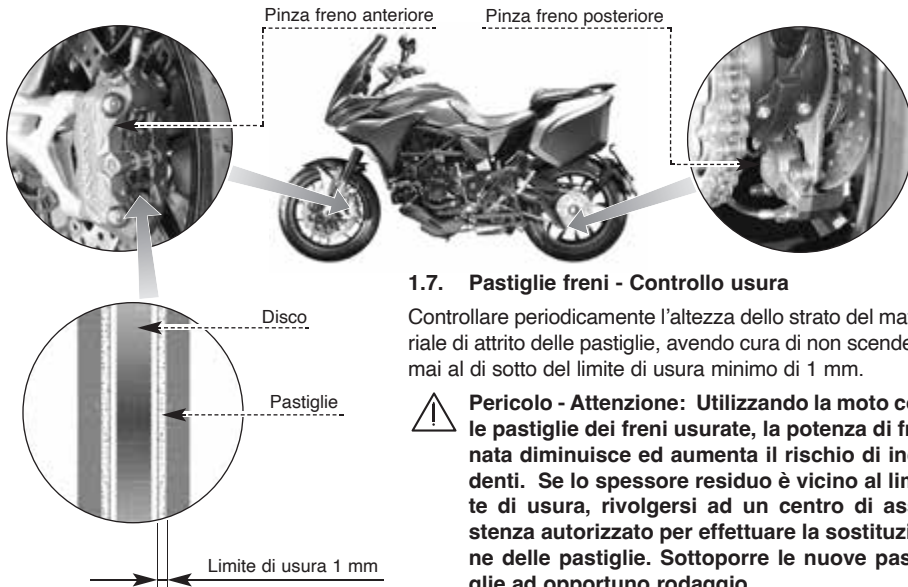 Pinza freno anteriore
Pinza freno posteriore
1.7. Pastiglie freni - Controllo usura
Controllare periodicamente l'altezza dello strato del ma
riale di attrito delle pastiglie, avendo cura di non scende
mai al di sotto del limite di usura minimo di 1 mm.
Pericolo - Attenzione: Utilizzando la moto co
le pastiglie dei freni usurate, la potenza di fr
nata diminuisce ed aumenta il rischio di in
denti. Se lo spessore residuo è vicino al li
te di usura, rivolgersi ad un centro di as
stenza autorizzato per effettuare la sostituzi
ne delle pastiglie. Sottoporre le nuove pas
glie ad opportuno rodaggio.
Disco
Pastiglie
Limite di usura 1 mm